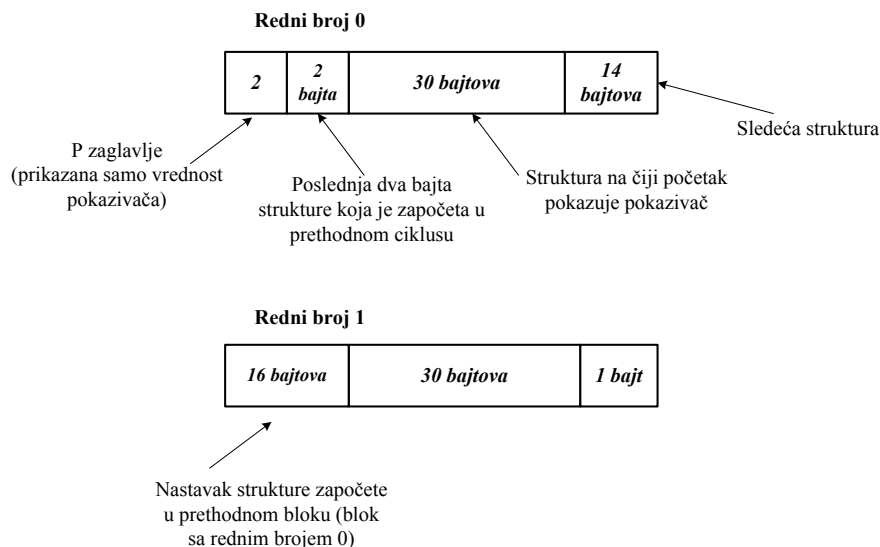 Redni broj 0
2
2
bajta
30 bajtova
14
bajtova
Sledeća struktura
P zaglavlje
(prikazana samo vrednost
pokazivača)
Poslednja dva bajta
strukture koja je započeta u
prethodnom ciklusu
Struktura na čiji početak
pokazuje pokazivač
Redni broj 1
16 bajtova
30 bajtova
1 bajt
Nastavak strukture započete
u prethodnom bloku (blok
sa rednim brojem 0)